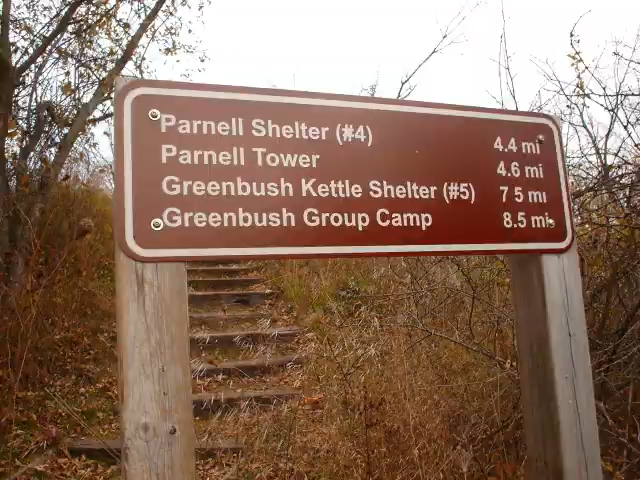 Parnell Shelter (#4) 4.4 mi
Parnell Tower 4.6 mi
Greenbush Kettle Shelter (#5) 7.5 mi
Greenbush Group Camp 8.5 mi